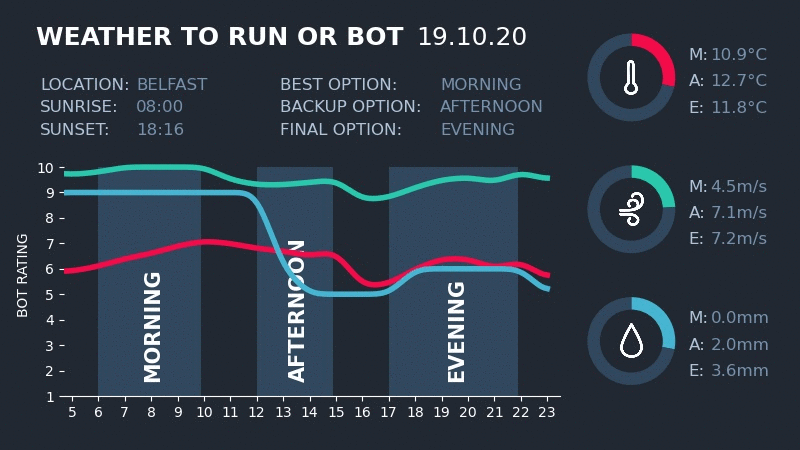 WEATHER TO RUN OR BOT 19.10.20
LOCATION: BELFAST
SUNRISE: 08:00
SUNSET: 18:16
BEST OPTION: MORNING
BACKUP OPTION: AFTERNOON
FINAL OPTION: EVENING
M: 10.9°C
A: 12.7°C
E: 11.8°C
M: 4.5m/s
A: 7.1m/s
E: 7.2m/s
M: 0.0mm
A: 2.0mm
E: 3.6mm
BOT RATING
10
9
8
7
6
5
4
3
2
1
MORNING
AFTERNOON
EVENING
5 6 7 8 9 10 11 12 13 14 15 16 17 18 19 20 21 22 23